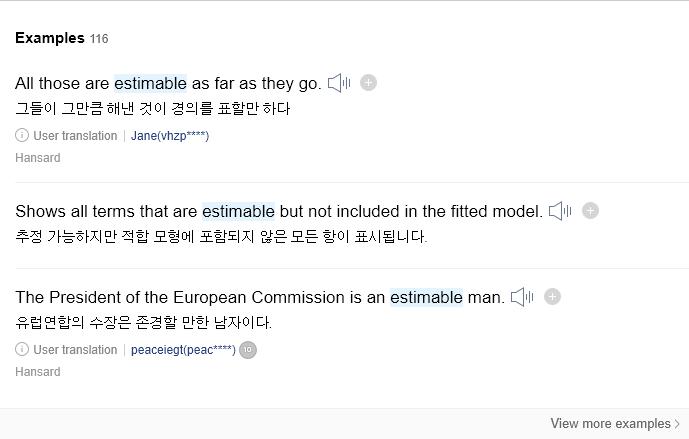 Examples 116
All those are estimable as far as they go.
그들이 그만큼 해낸 것이 경의를 표할만 하다
User translation | Jane(vhzp****)
Hansard
Shows all terms that are estimable but not included in the fitted model.
추정 가능하지만 적합 모형에 포함되지 않은 모든 항이 표시됩니다.
The President of the European Commission is an estimable man.
유럽연합의 수장은 존경할 만한 남자이다.
User translation | peaceiegt(peac****) 10
Hansard
View more examples >